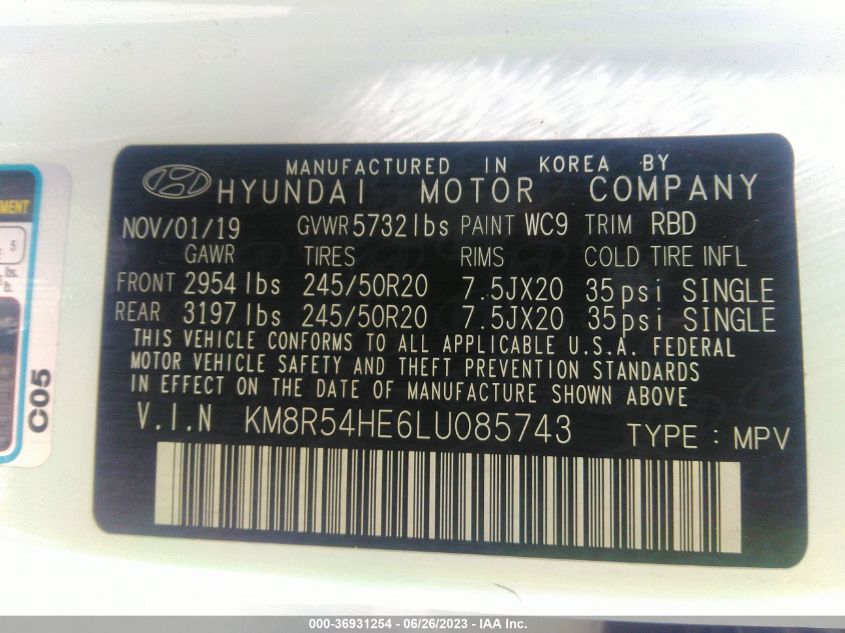 MANUFACTURED IN KOREA BY
HYUNDAI MOTOR COMPANY
NOV/01/19 GVWR 5732 lbs PAINT WC9 TRIM RBD
GAWR TIRES RIMS COLD TIRE INFL
FRONT 2954 lbs 245/50R20 7.5JX20 35 psi SINGLE
REAR 3197 lbs 245/50R20 7.5JX20 35 psi SINGLE
THIS VEHICLE CONFORMS TO ALL APPLICABLE U.S.A. FEDERAL
MOTOR VEHICLE SAFETY AND THEFT PREVENTION STANDARDS
IN EFFECT ON THE DATE OF MANUFACTURE SHOWN ABOVE
V.I.N KM8R54HE6LU085743 TYPE : MPV
5
lbs.
lb.
C05
000-36931254 - 06/26/2023 - IAA Inc.